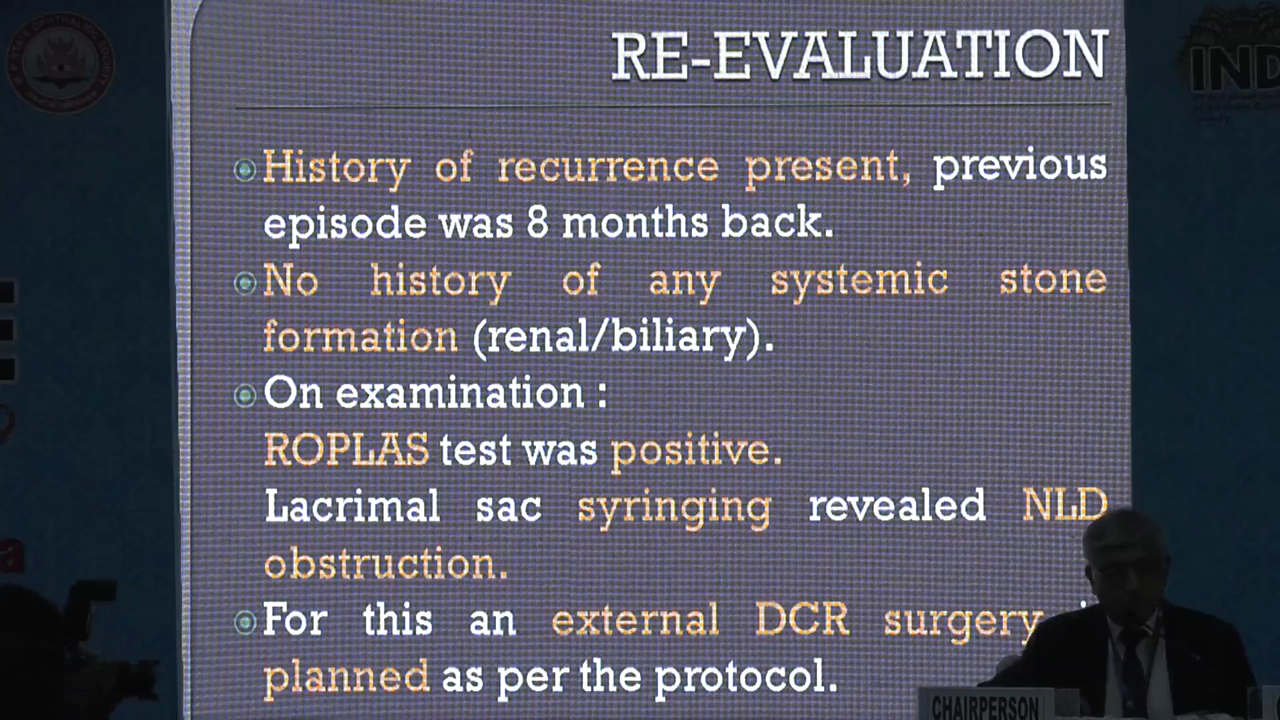 RE-EVALUATION
History of recurrence present, previous
episode was 8 months back.
No history of any systemic stone
formation (renal/biliary).
On examination :
ROPLAS test was positive.
Lacrimal sac syringing revealed NLD
obstruction.
For this an external DCR surgery
planned as per the protocol.
CHAIRPERSON
IND
a